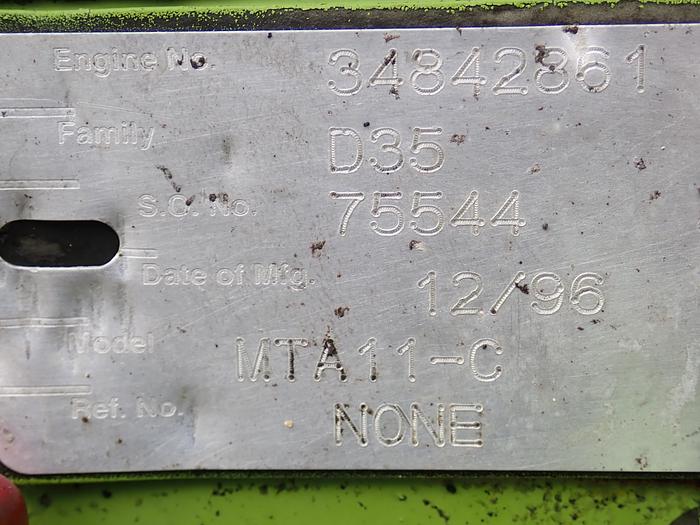 Engine No. 34842861
Family D35
S.O. No. 75544
Date of Mfg. 12/96
Model MTA11-C
Ref. No. NONE